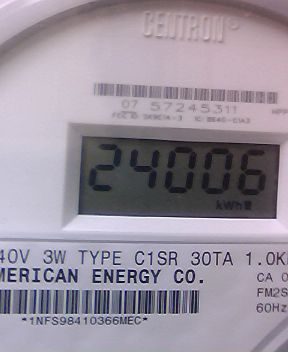 CENTRON®
07 57245311
24006
kWh
40V 3W TYPE C1SR 30TA 1.0K
MERICAN ENERGY CO.
CA 0
FM2S
60Hz
*1NFS98410366MEC*